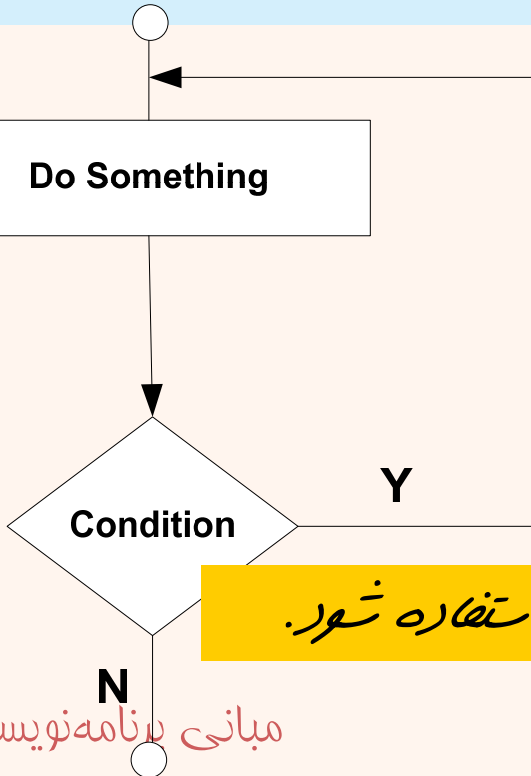 Do Something
Y
Condition
ستفاده شود.
N
مبانی برنامه‌نویس